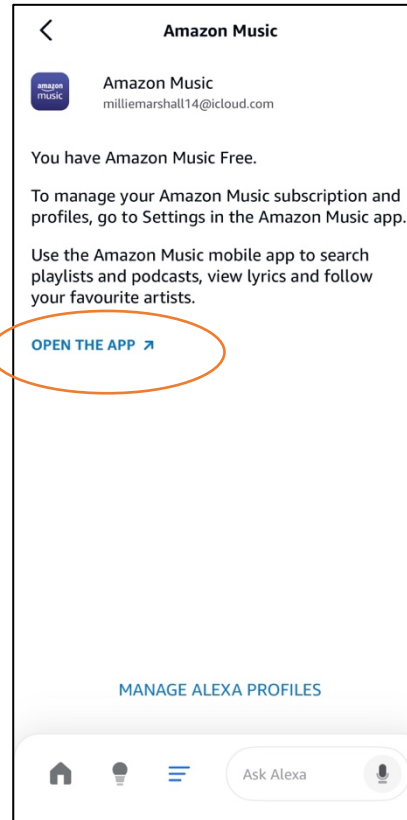 Amazon Music
amazon
music
Amazon Music
milliemarshall14@icloud.com
You have Amazon Music Free.
To manage your Amazon Music subscription and
profiles, go to Settings in the Amazon Music app.
Use the Amazon Music mobile app to search
playlists and podcasts, view lyrics and follow
your favourite artists.
OPEN THE APP ↗
MANAGE ALEXA PROFILES
Ask Alexa